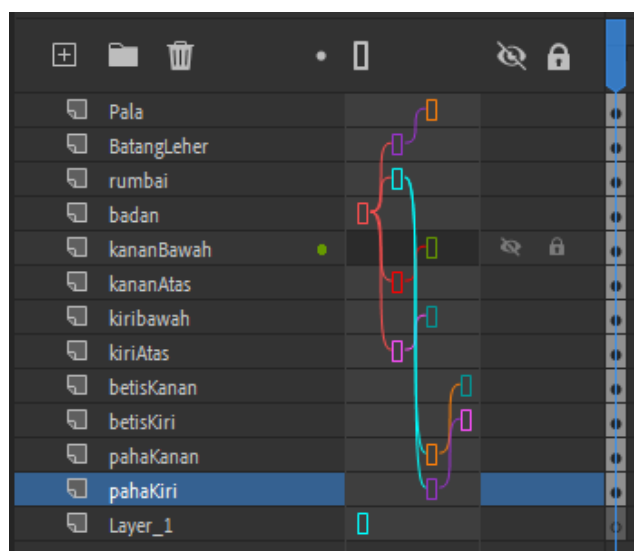 Pala
BatangLeher
rumbai
badan
kananBawah
kananAtas
kiribawah
kiriAtas
betisKanan
betisKiri
pahaKanan
pahaKiri
Layer_1